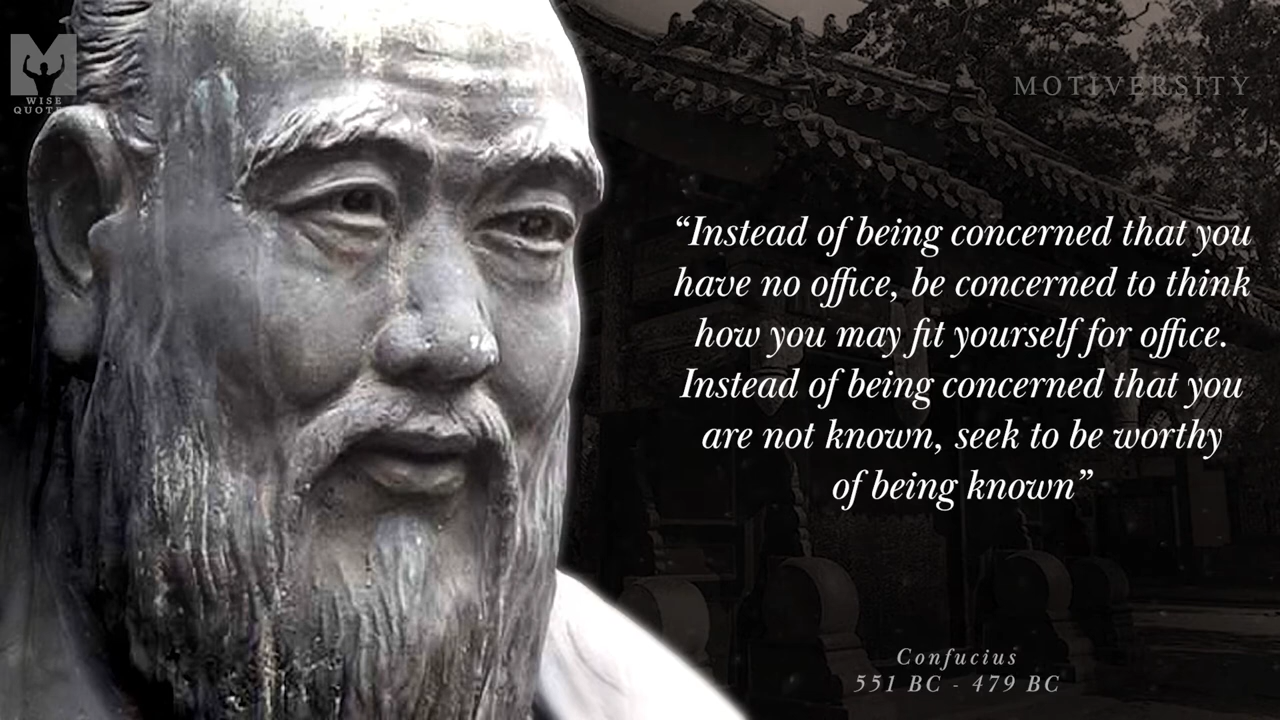 WISE
QUOTES
MOTIVERSITY
“Instead of being concerned that you
have no office, be concerned to think
how you may fit yourself for office.
Instead of being concerned that you
are not known, seek to be worthy
of being known”
Confucius
551 BC - 479 BC